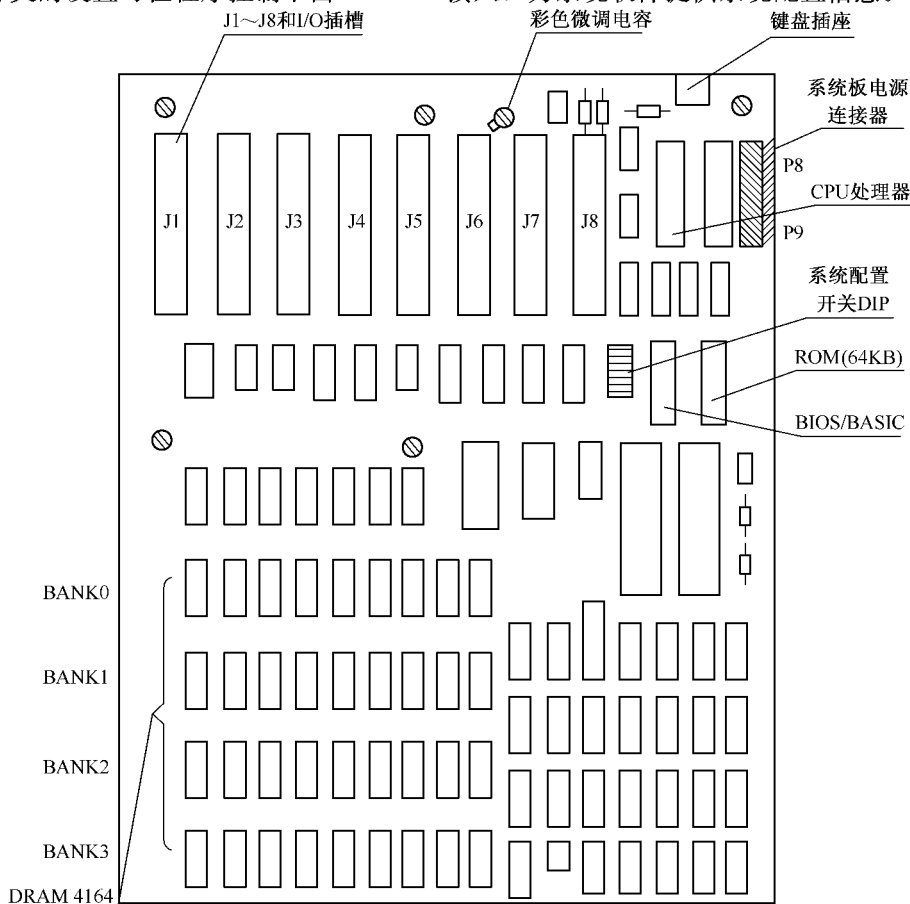 J1～J8和I/O插槽
彩色微调电容
键盘插座
系统板电源
连接器
P8
CPU处理器
P9
J1
J2
J3
J4
J5
J6
J7
J8
系统配置
开关DIP
ROM(64KB)
BIOS/BASIC
BANK0
BANK1
BANK2
BANK3
DRAM 4164